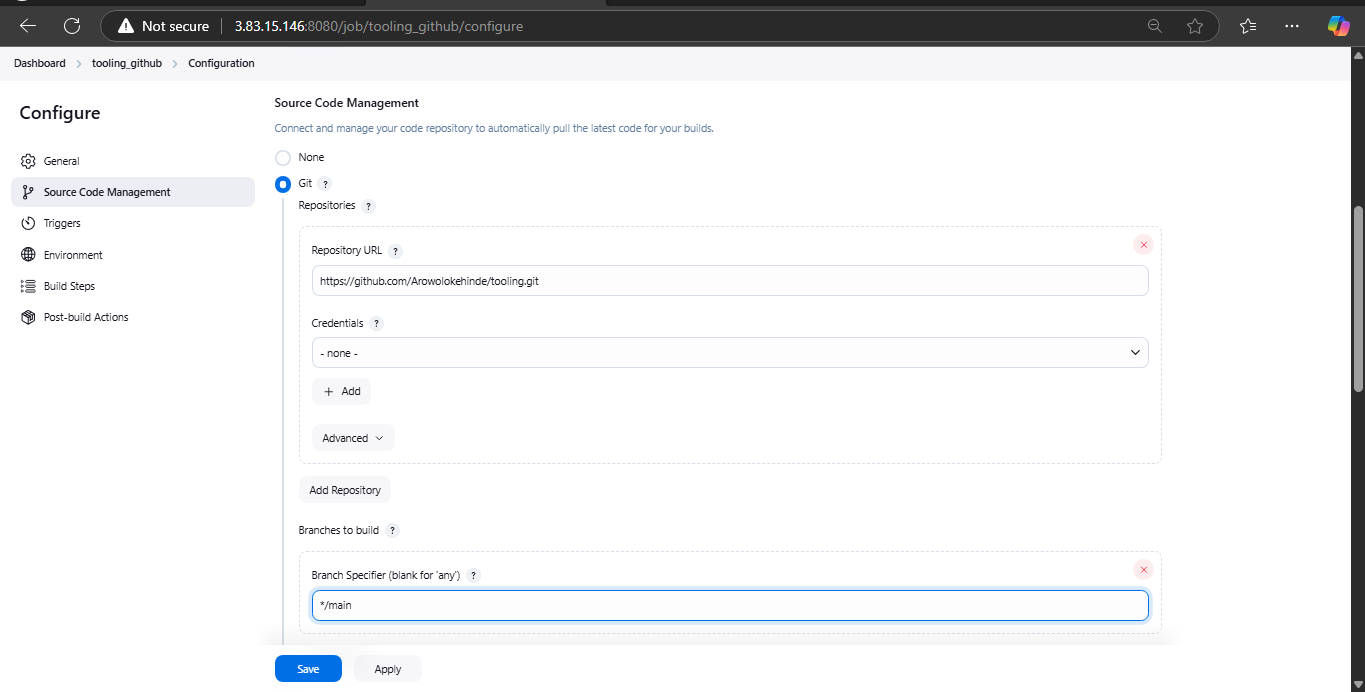 Not secure 3.83.15.146:8080/job/tooling_github/configure
Dashboard > tooling_github > Configuration
Configure
General
Source Code Management
Triggers
Environment
Build Steps
Post-build Actions
Source Code Management
Connect and manage your code repository to automatically pull the latest code for your builds.
None
Git ?
Repositories ?
Repository URL ?
https://github.com/Arowolokehinde/tooling.git
Credentials ?
- none -
+ Add
Advanced
Add Repository
Branches to build ?
Branch Specifier (blank for 'any') ?
*/main
Save Apply